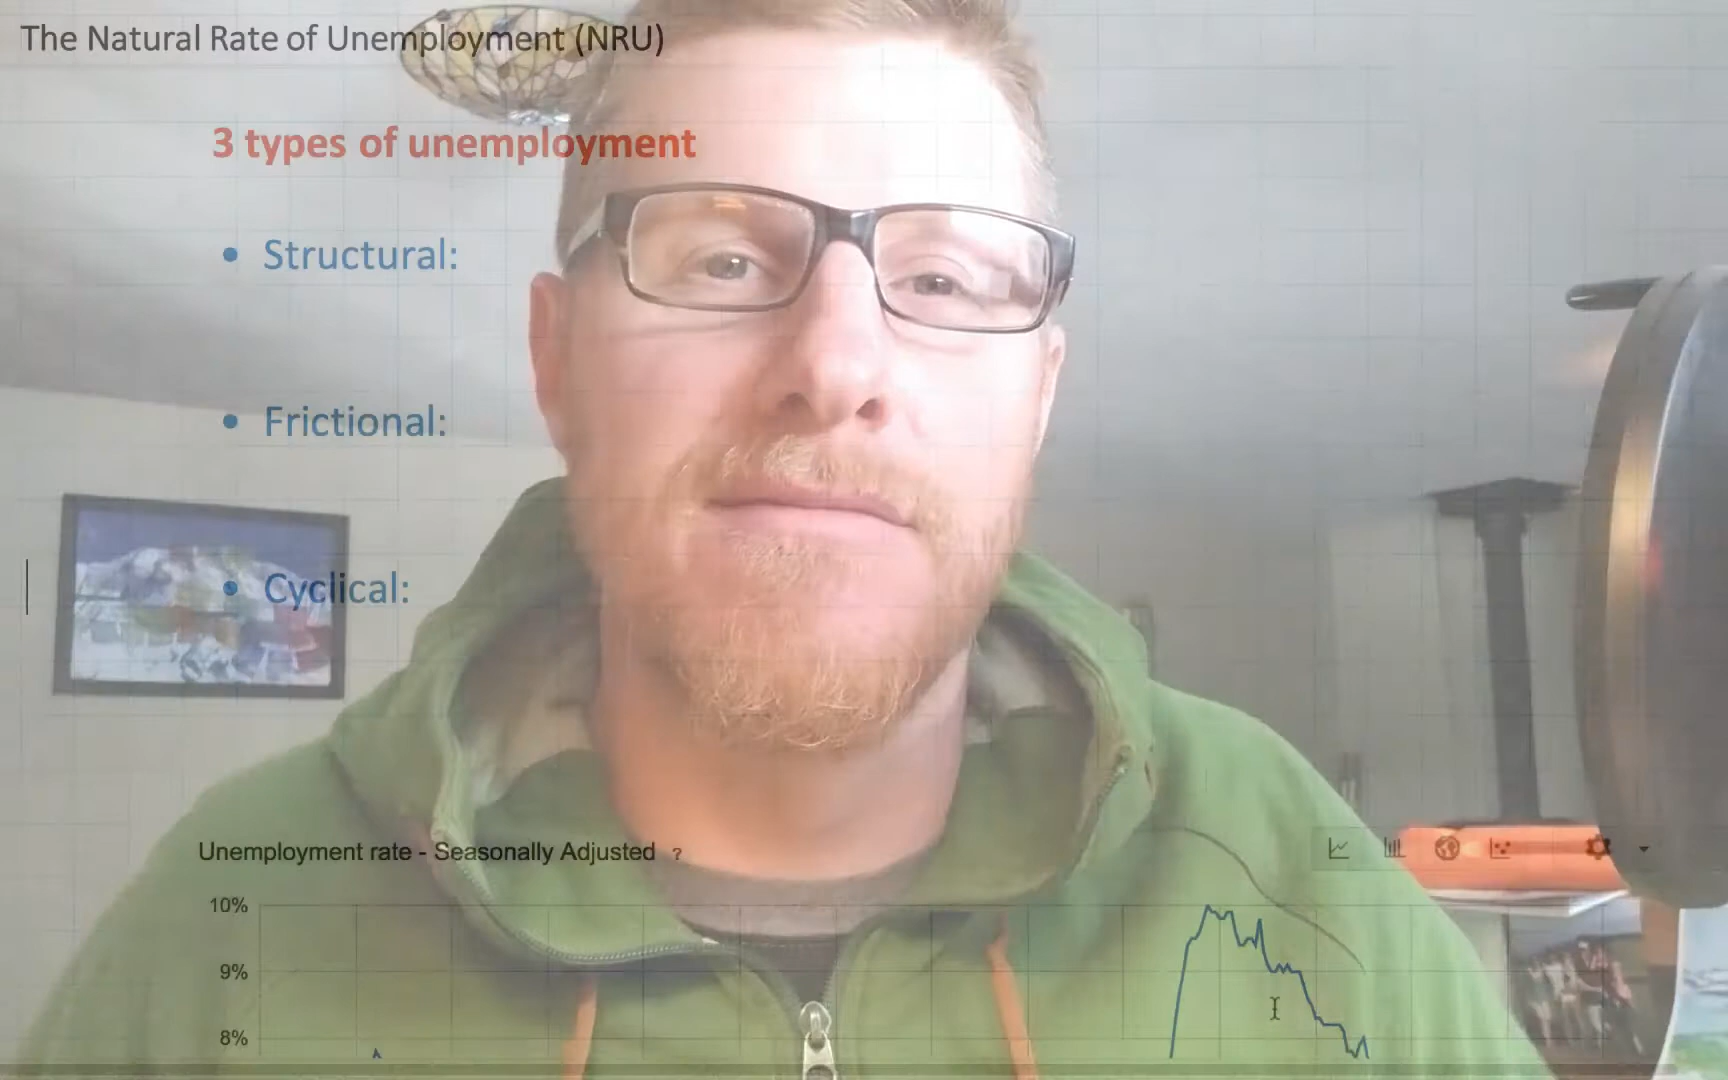 The Natural Rate of Unemployment (NRU)
3 types of unemployment
• Structural:
• Frictional:
• Cyclical:
Unemployment rate - Seasonally Adjusted ?
10%
9%
8%